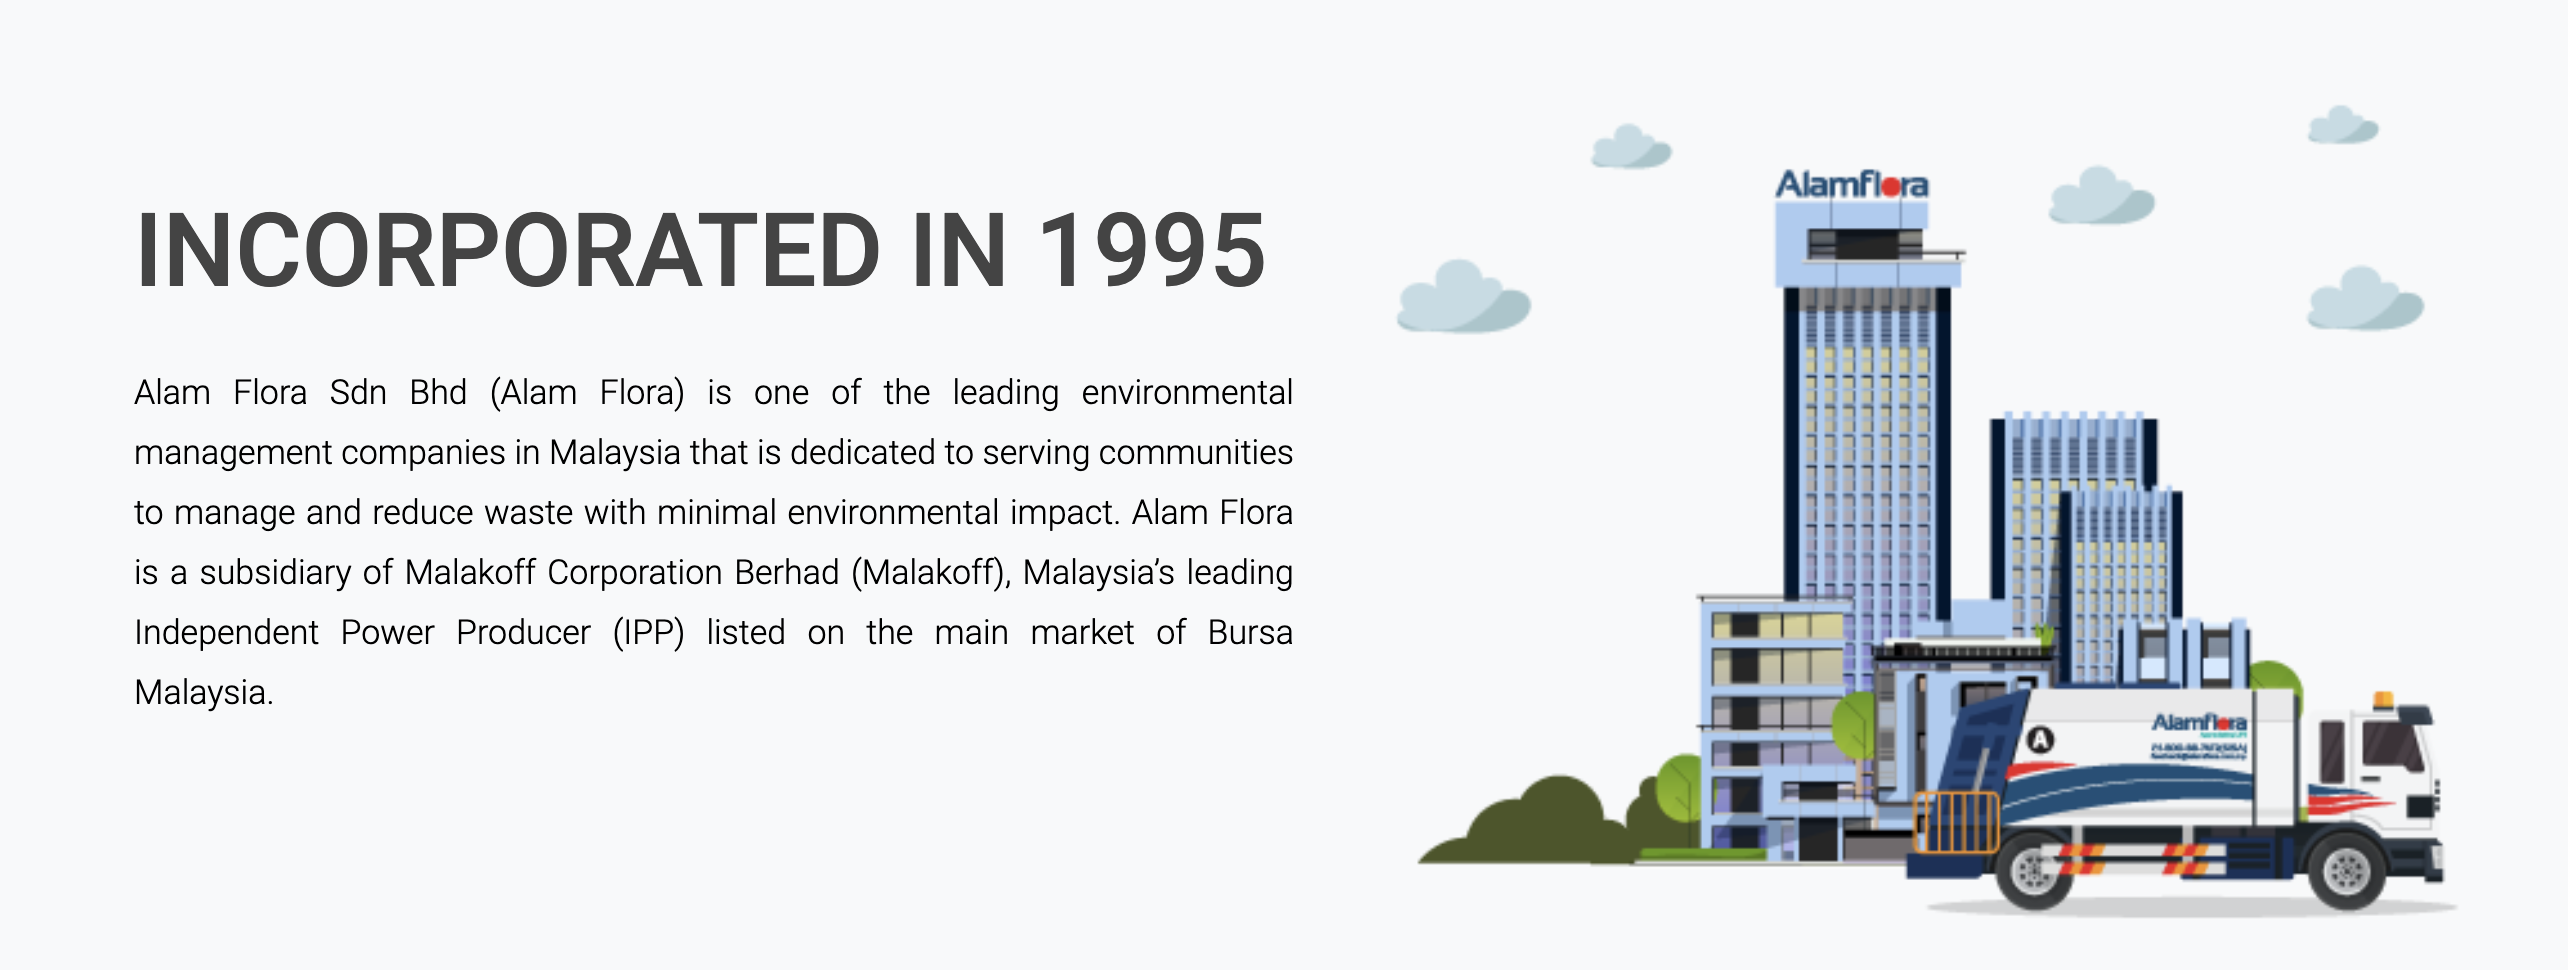 INCORPORATED IN 1995
Alam Flora Sdn Bhd (Alam Flora) is one of the leading environmental
management companies in Malaysia that is dedicated to serving communities
to manage and reduce waste with minimal environmental impact. Alam Flora
is a subsidiary of Malakoff Corporation Berhad (Malakoff), Malaysia’s leading
Independent Power Producer (IPP) listed on the main market of Bursa
Malaysia.
Alamflora
A
Alamflora